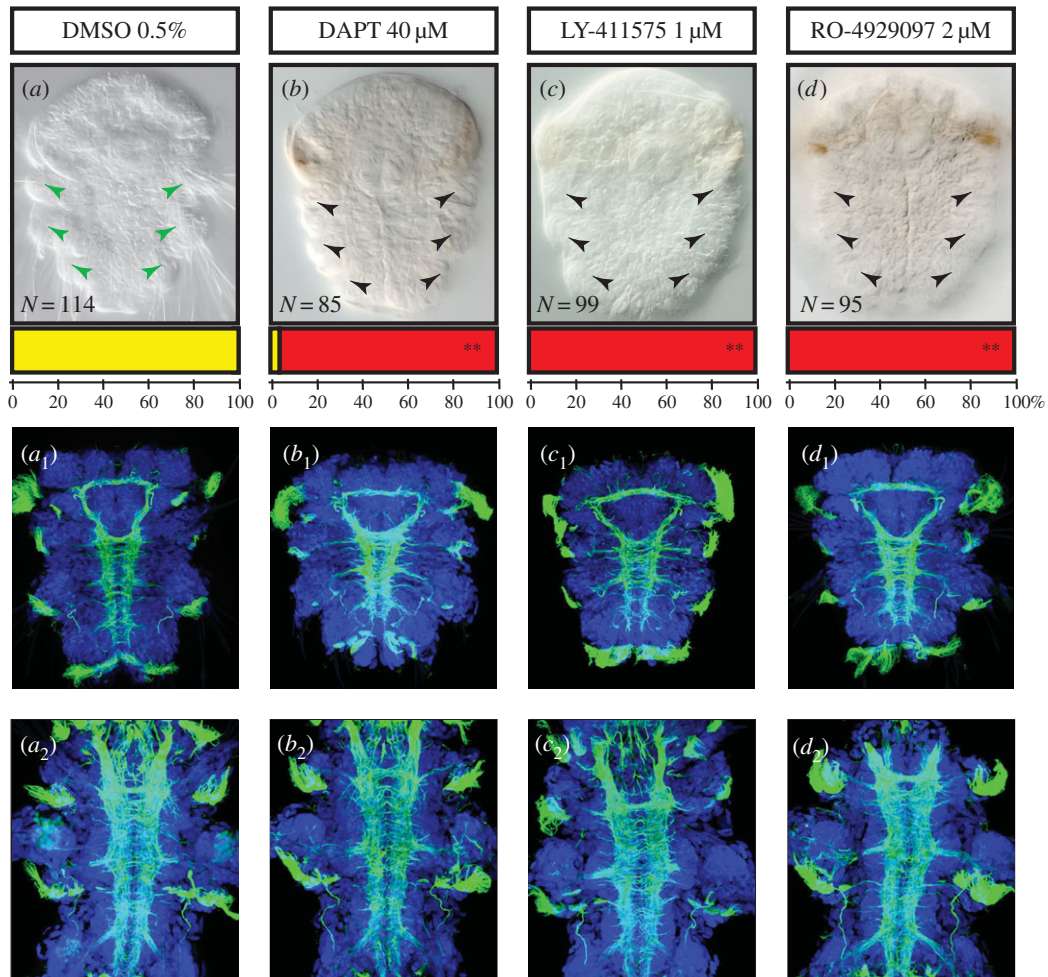 DMSO 0.5%
DAPT 40 µM
LY-411575 1 µM
RO-4929097 2 µM
(a)
(b)
(c)
(d)
N = 114
N = 85
N = 99
N = 95
**
**
**
0 20 40 60 80 100
0 20 40 60 80 100
0 20 40 60 80 100
0 20 40 60 80 100%
(a1)
(b1)
(c1)
(d1)
(a2)
(b2)
(c2)
(d2)